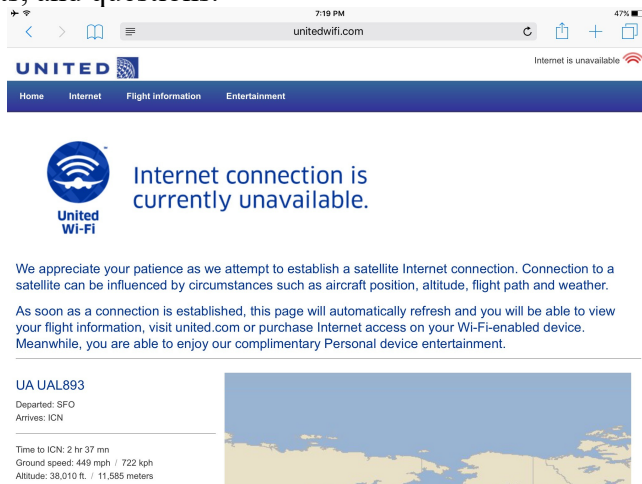 s, and questions.
7:19 PM
47%
unitedwifi.com
Internet is unavailable
UNITED
Home Internet Flight information Entertainment
United
Wi-Fi
Internet connection is
currently unavailable.
We appreciate your patience as we attempt to establish a satellite Internet connection. Connection to a
satellite can be influenced by circumstances such as aircraft position, altitude, flight path and weather.
As soon as a connection is established, this page will automatically refresh and you will be able to view
your flight information, visit united.com or purchase Internet access on your Wi-Fi-enabled device.
Meanwhile, you are able to enjoy our complimentary Personal device entertainment.
UA UAL893
Departed: SFO
Arrives: ICN
Time to ICN: 2 hr 37 mn
Ground speed: 449 mph / 722 kph
Altitude: 38,010 ft. / 11,585 meters